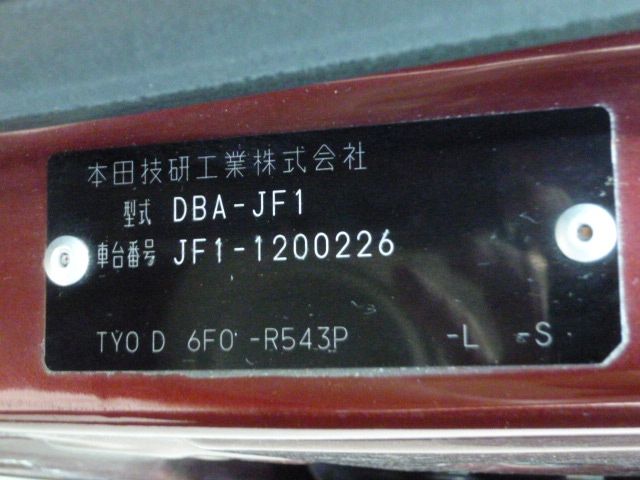 本田技研工業株式会社
型式 DBA-JF1
車台番号 JF1-1200226
TYO D 6FO -R543P -L -S